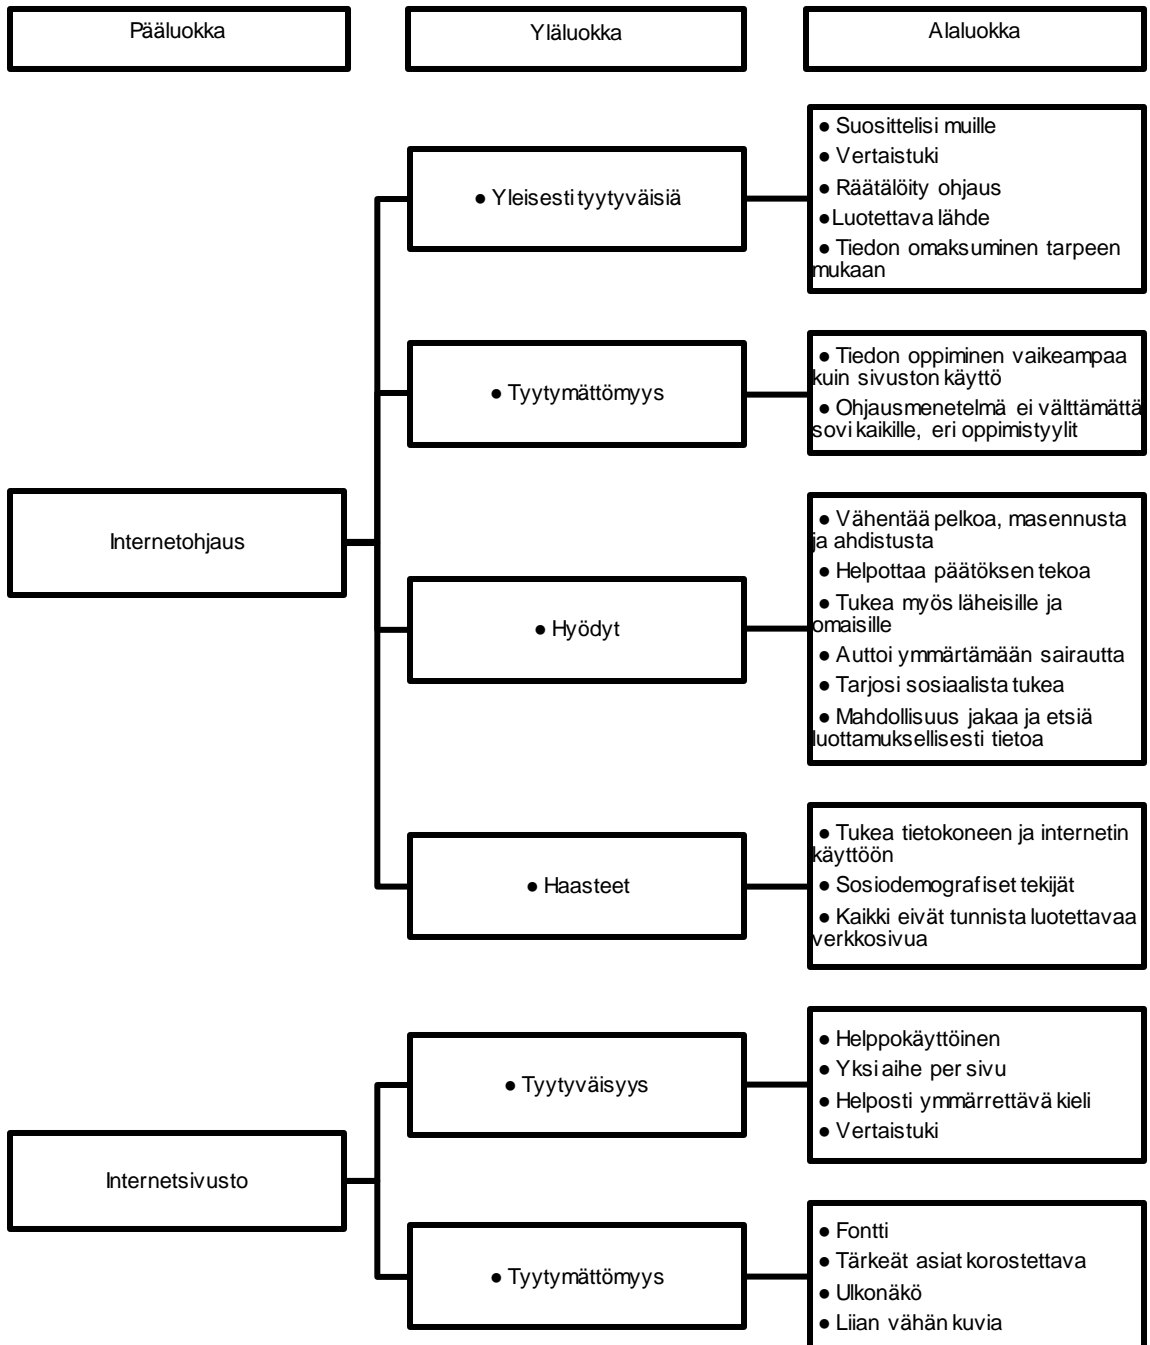 Pääluokka
Yläluokka
Alaluokka
● Yleisesti tyytyväisiä
● Suosittelisi muille
● Vertaistuki
● Räätälöity ohjaus
●Luotettava lähde
● Tiedon omaksuminen tarpeen
mukaan
● Tyytymättömyys
● Tiedon oppiminen vaikeampaa
kuin sivuston käyttö
● Ohjausmenetelmä ei välttämättä
sovi kaikille, eri oppimistyylit
Internetohjaus
● Hyödyt
● Vähentää pelkoa, masennusta
ja ahdistusta
● Helpottaa päätöksen tekoa
● Tukea myös läheisille ja
omaisille
● Auttoi ymmärtämään sairautta
● Tarjosi sosiaalista tukea
● Mahdollisuus jakaa ja etsiä
luottamuksellisesti tietoa
● Haasteet
● Tukea tietokoneen ja internetin
käyttöön
● Sosiodemografiset tekijät
● Kaikki eivät tunnista luotettavaa
verkkosivua
Internetsivusto
● Tyytyväisyys
● Helppokäyttöinen
● Yksi aihe per sivu
● Helposti ymmärrettävä kieli
● Vertaistuki
● Tyytymättömyys
● Fontti
● Tärkeät asiat korostettava
● Ulkonäkö
● Liian vähän kuvia